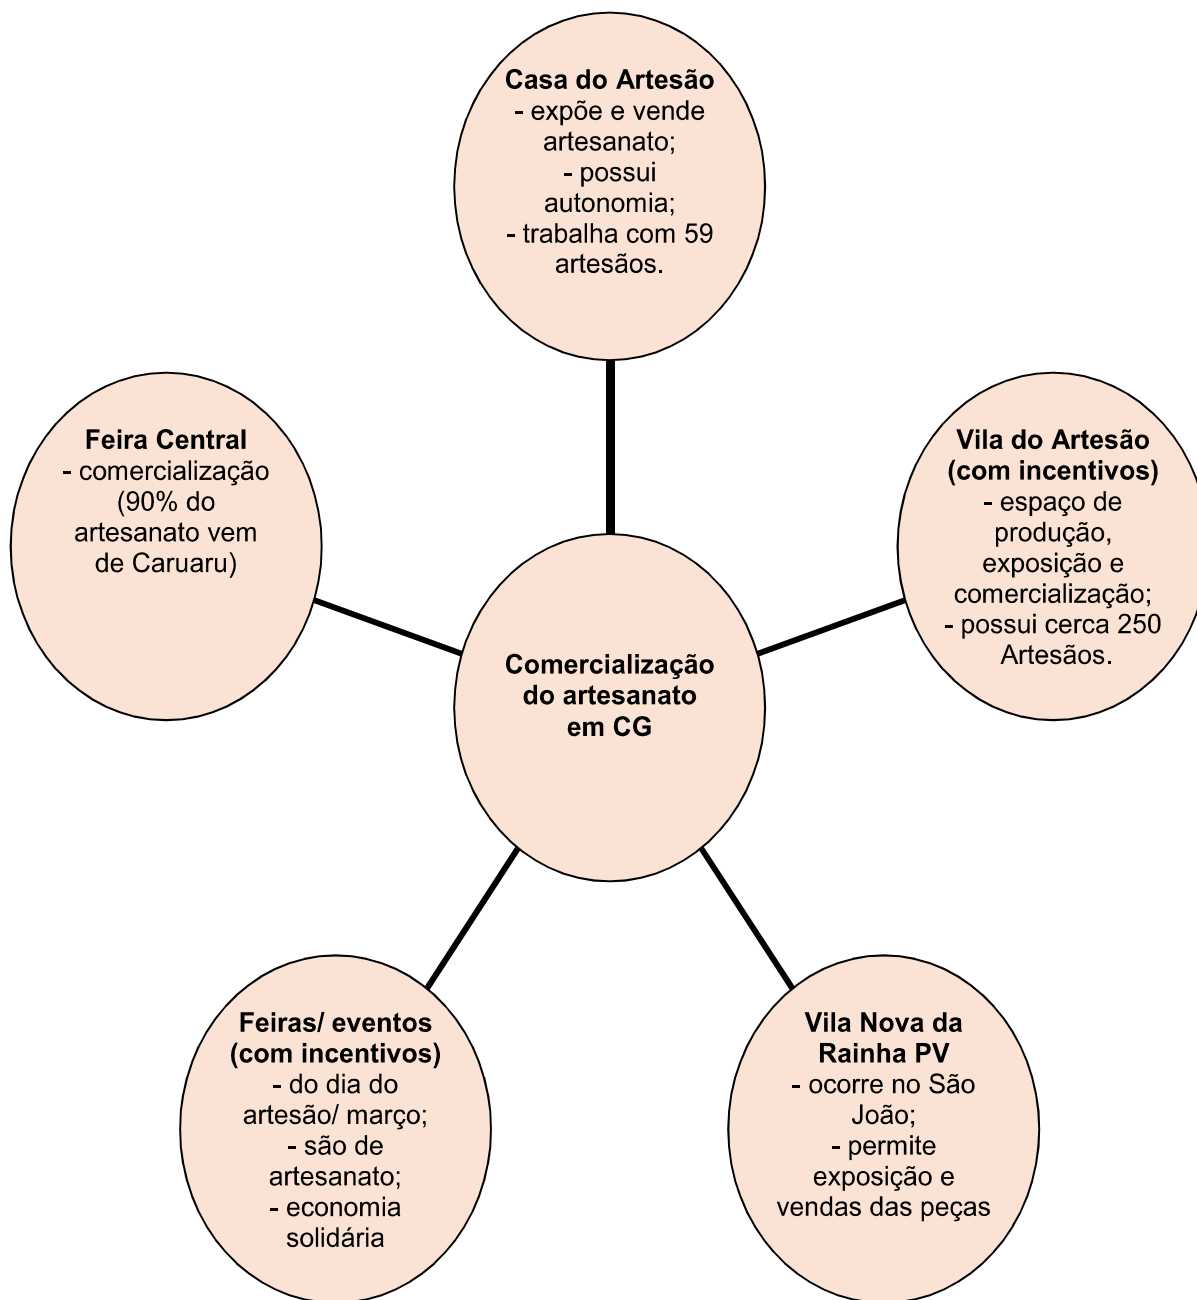 Casa do Artesão
- expõe e vende
artesanato;
- possui
autonomia;
- trabalha com 59
artesãos.
Feira Central
- comercialização
(90% do
artesanato vem
de Caruaru)
Vila do Artesão
(com incentivos)
- espaço de
produção,
exposição e
comercialização;
- possui cerca 250
Artesãos.
Comercialização
do artesanato
em CG
Feiras/ eventos
(com incentivos)
- do dia do
artesão/ março;
- são de
artesanato;
- economia
solidária
Vila Nova da
Rainha PV
- ocorre no São
João;
- permite
exposição e
vendas das peças